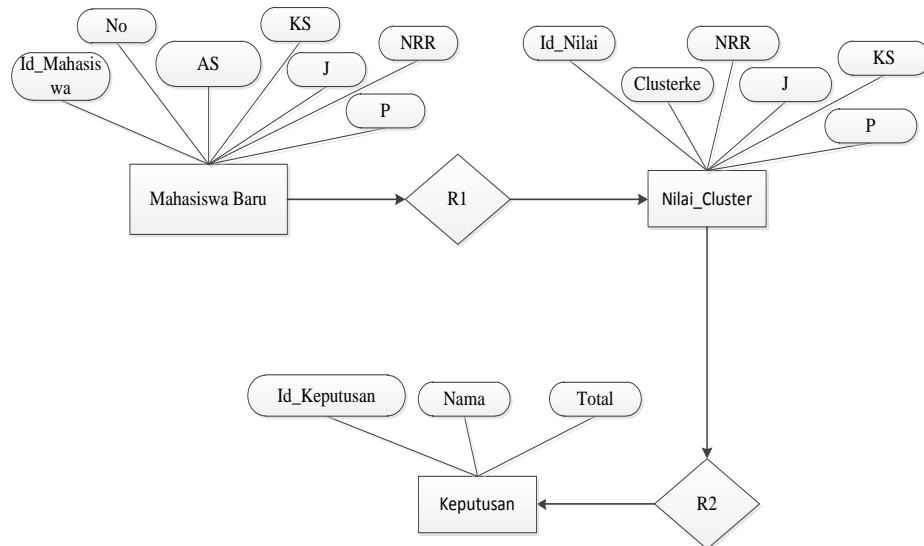 No
KS
AS
NRR
Id_Mahasis
wa
J
P
Mahasiswa Baru
R1
Id_Nilai
NRR
Clusterke
J
KS
P
Nilai_Cluster
Id_Keputusan
Nama
Total
Keputusan
R2